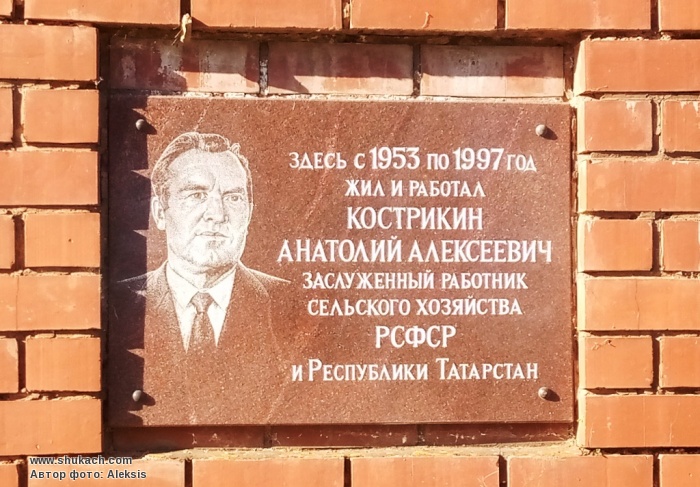 ЗДЕСЬ С 1953 ПО 1997 ГОД
ЖИЛ И РАБОТАЛ
КОСТРИКИН
АНАТОЛИЙ АЛЕКСЕЕВИЧ
ЗАСЛУЖЕННЫЙ РАБОТНИК
СЕЛЬСКОГО ХОЗЯЙСТВА
РСФСР
И РЕСПУБЛИКИ ТАТАРСТАН
www.shukach.com
Автор фото: Aleksis